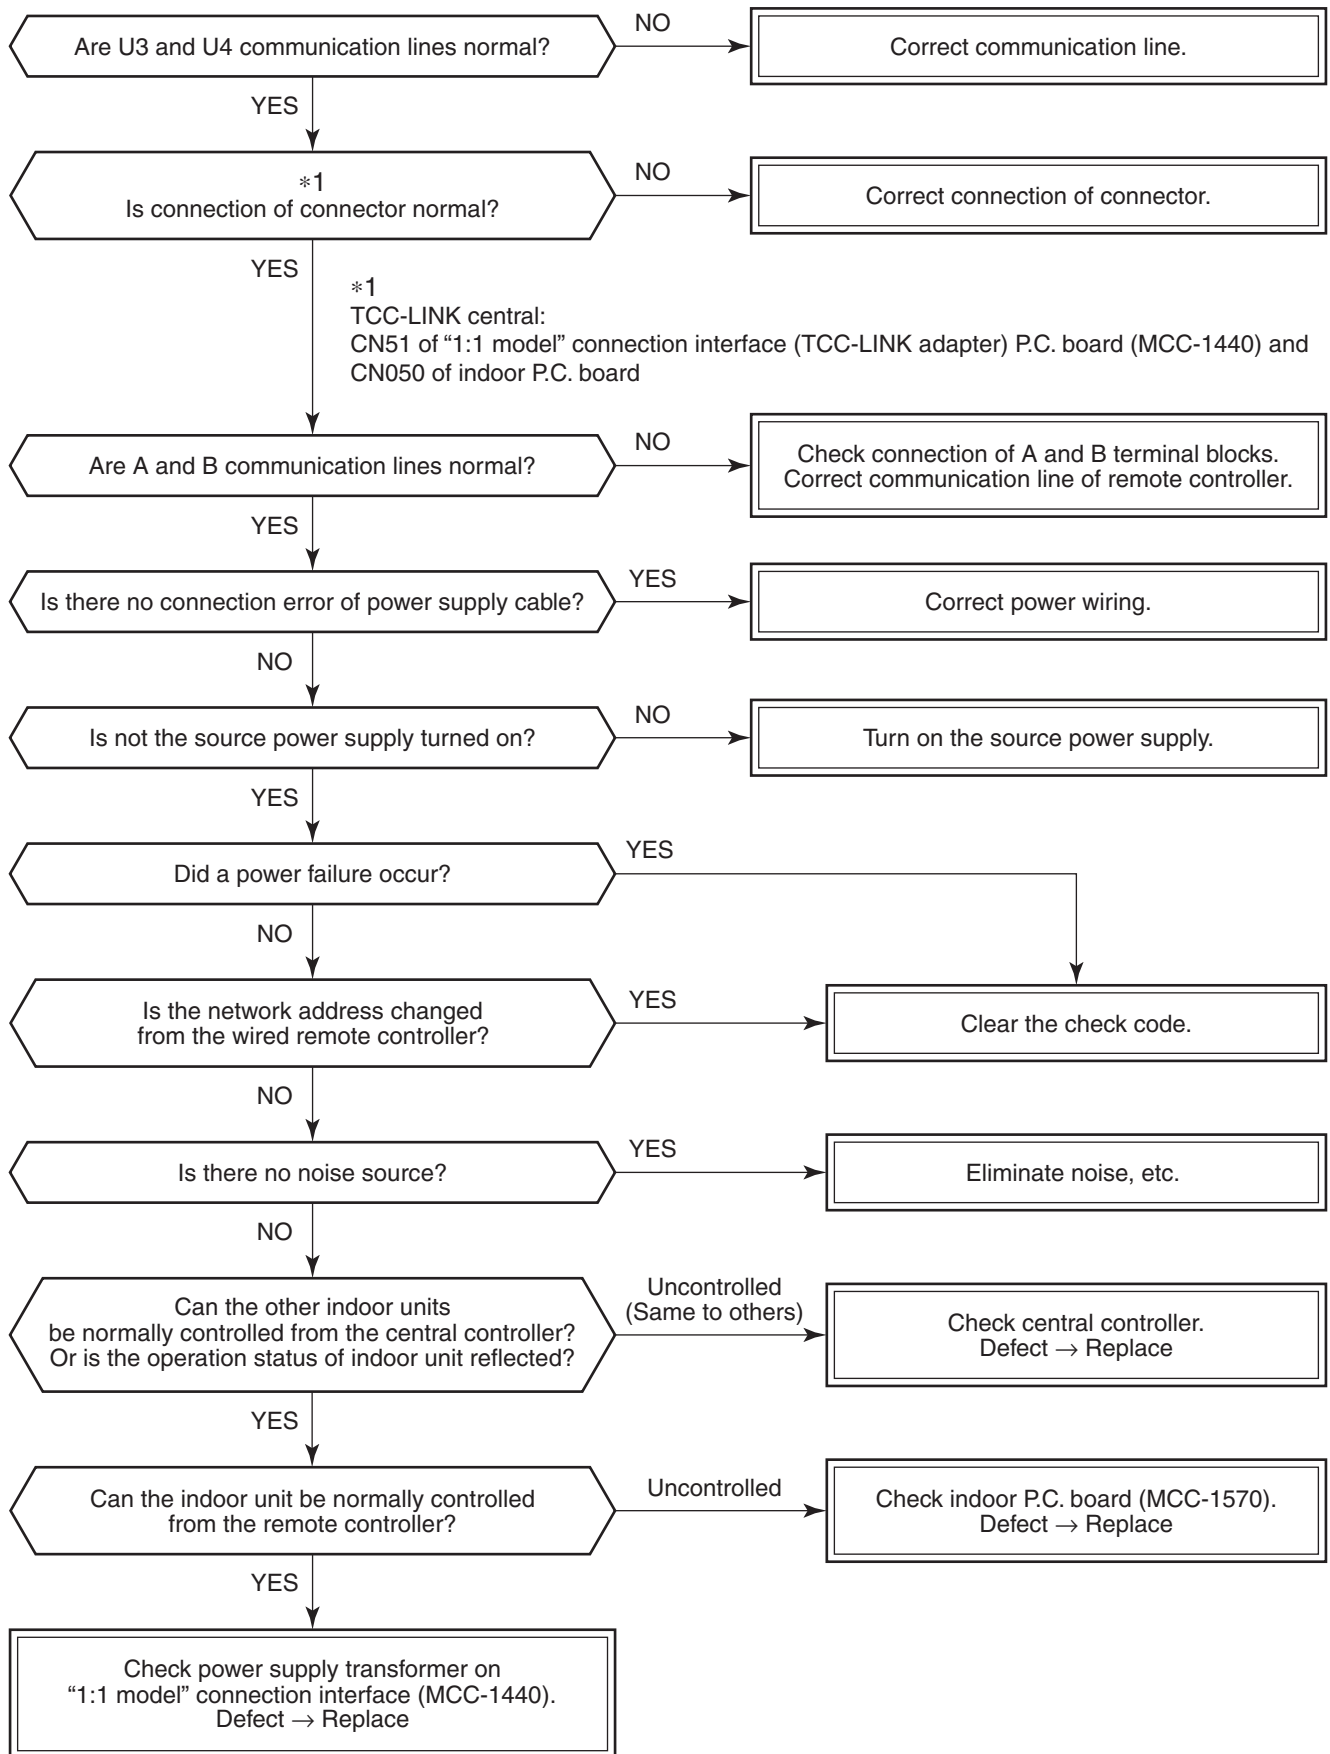 Are U3 and U4 communication lines normal?
NO
Correct communication line.
YES
*1
Is connection of connector normal?
NO
Correct connection of connector.
YES
*1
TCC-LINK central:
CN51 of “1:1 model” connection interface (TCC-LINK adapter) P.C. board (MCC-1440) and
CN050 of indoor P.C. board
Are A and B communication lines normal?
NO
Check connection of A and B terminal blocks.
Correct communication line of remote controller.
YES
Is there no connection error of power supply cable?
YES
Correct power wiring.
NO
Is not the source power supply turned on?
NO
Turn on the source power supply.
YES
Did a power failure occur?
YES
NO
Is the network address changed
from the wired remote controller?
YES
Clear the check code.
NO
Is there no noise source?
YES
Eliminate noise, etc.
NO
Can the other indoor units
be normally controlled from the central controller?
Or is the operation status of indoor unit reflected?
Uncontrolled
(Same to others)
Check central controller.
Defect → Replace
YES
Can the indoor unit be normally controlled
from the remote controller?
Uncontrolled
Check indoor P.C. board (MCC-1570).
Defect → Replace
YES
Check power supply transformer on
“1:1 model” connection interface (MCC-1440).
Defect → Replace